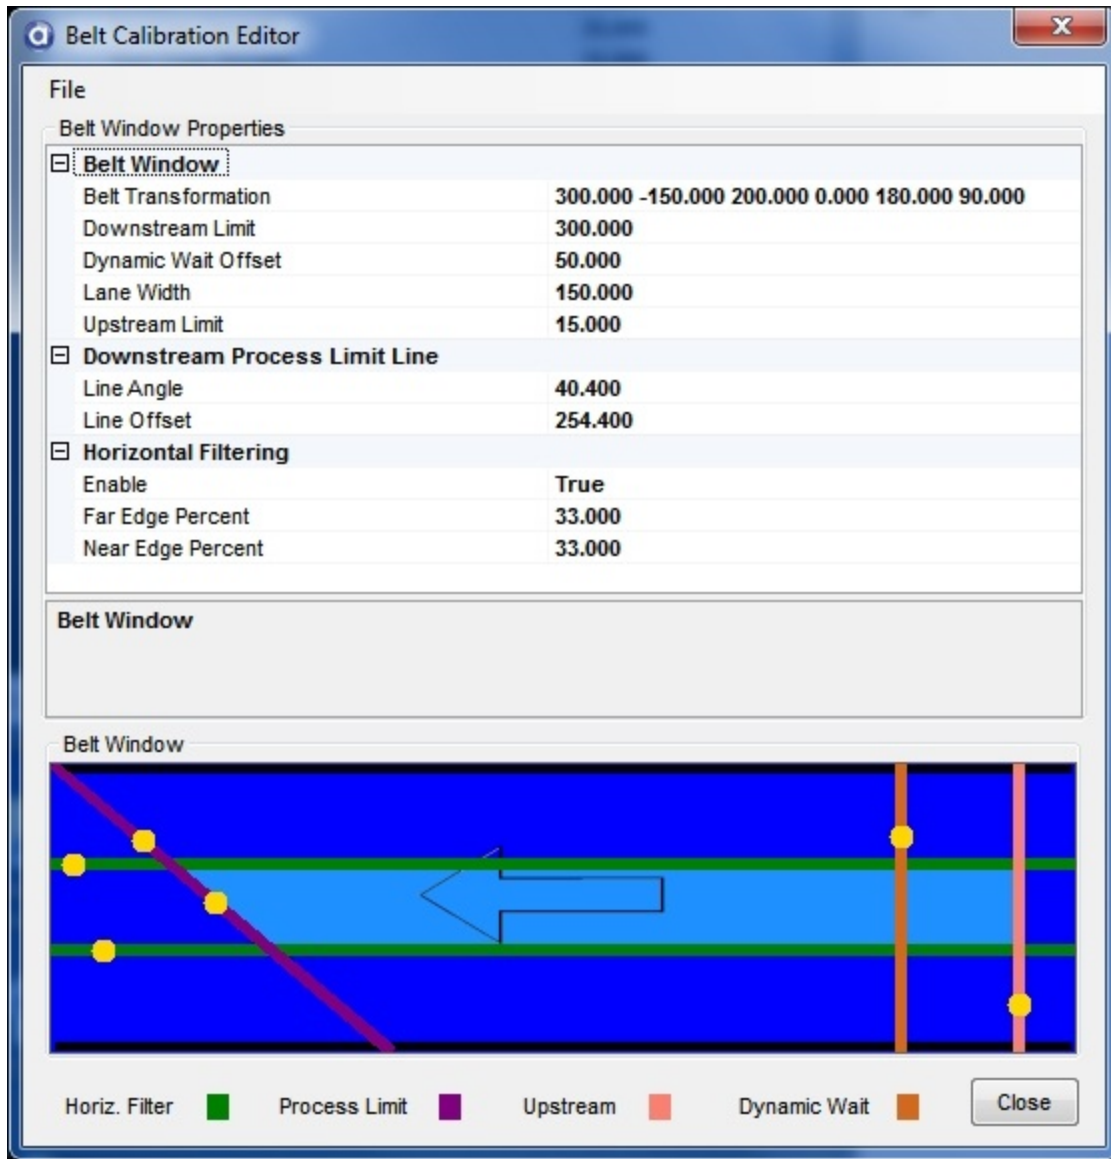 Belt Calibration Editor
File
Belt Window Properties
Belt Window
Belt Transformation 300.000 -150.000 200.000 0.000 180.000 90.000
Downstream Limit 300.000
Dynamic Wait Offset 50.000
Lane Width 150.000
Upstream Limit 15.000
Downstream Process Limit Line
Line Angle 40.400
Line Offset 254.400
Horizontal Filtering
Enable True
Far Edge Percent 33.000
Near Edge Percent 33.000
Belt Window
Belt Window
Horiz. Filter Process Limit Upstream Dynamic Wait Close